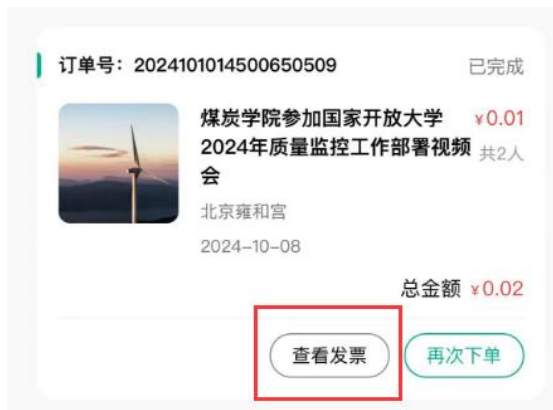 订单号：2024101014500650509 已完成
煤炭学院参加国家开放大学 ¥0.01
2024年质量监控工作部署视频 共2人
会
北京雍和宫
2024-10-08
总金额 ¥0.02
查看发票 再次下单